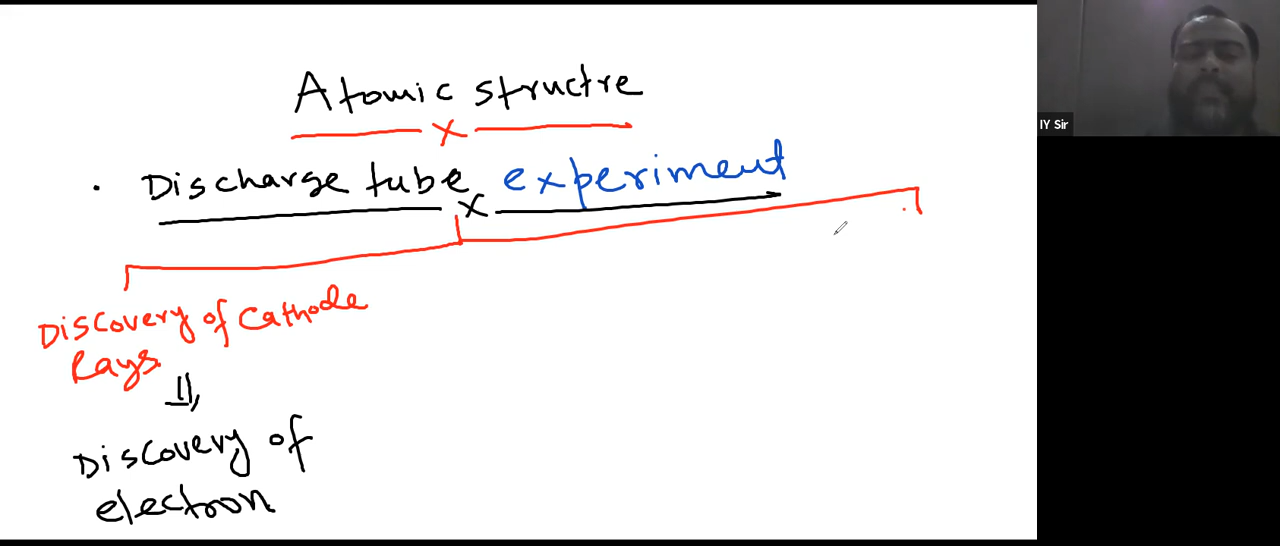 Atomic structre
IY Sir
• Discharge tube experiment
Discovery of Cathode
Rays
Discovery of
electron